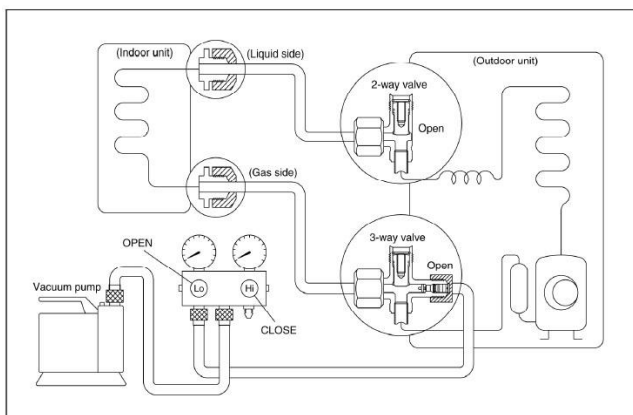 (Indoor unit)
(Liquid side)
(Outdoor unit)
2-way valve
Open
(Gas side)
3-way valve
Open
OPEN
Vacuum pump
Lo
Hi
CLOSE